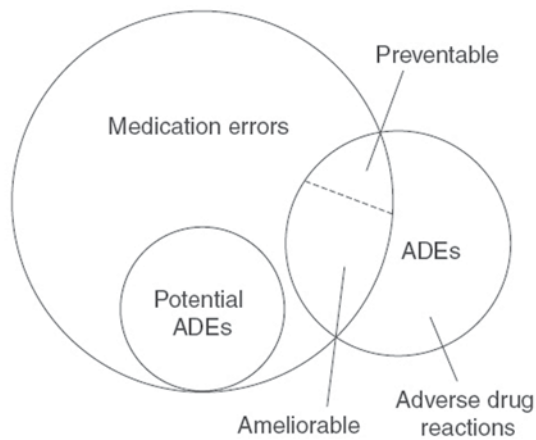 Preventable
Medication errors
ADEs
Potential
ADEs
Adverse drug
reactions
Ameliorable